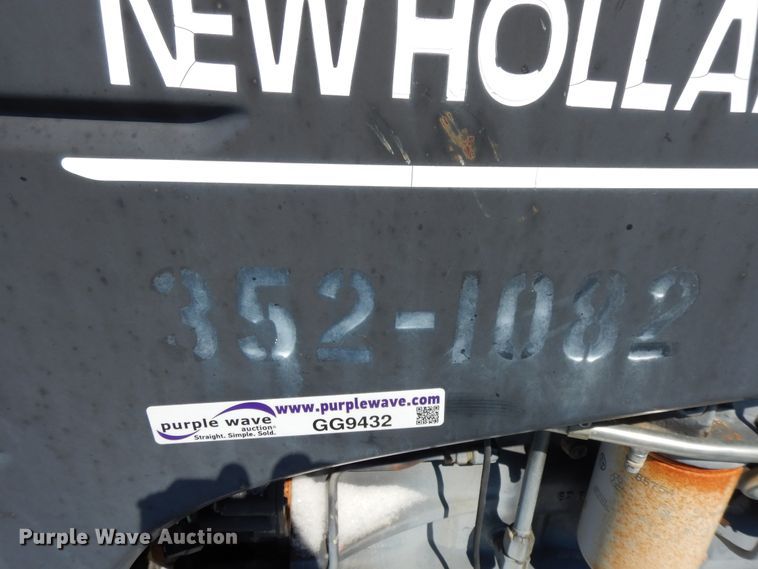 NEW HOLLA
352-1082
www.purplewave.com
purple wave
auction
Straight. Simple. Sold.
GG9432
Purple Wave Auction